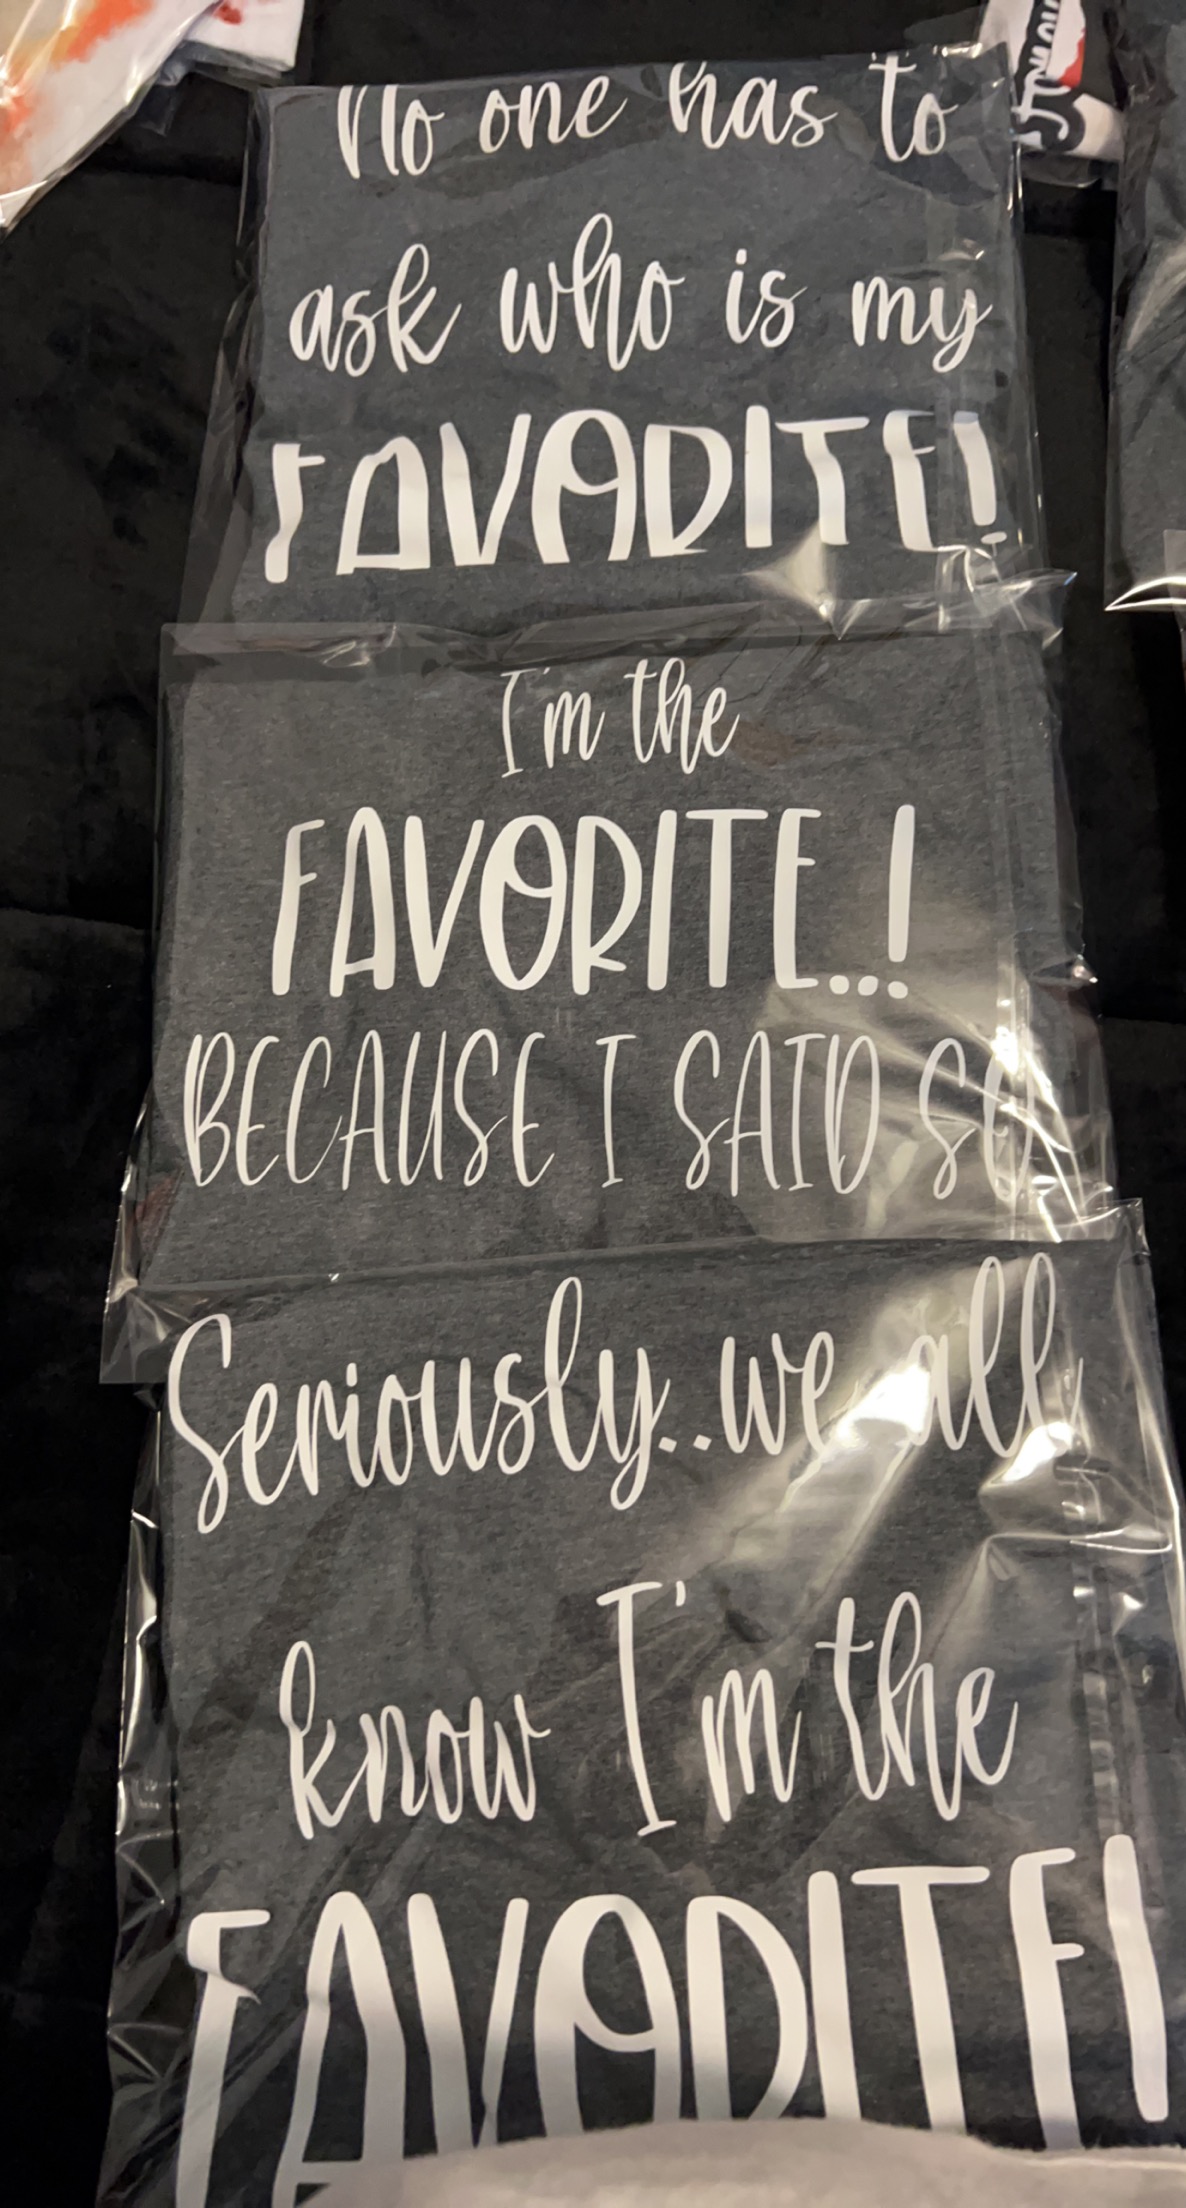 No one has to
ask who is my
FAVORITE!
I'm the
FAVORITE...!
BECAUSE I SAID SO
Seriously..we all
know I'm the
FAVORITE!